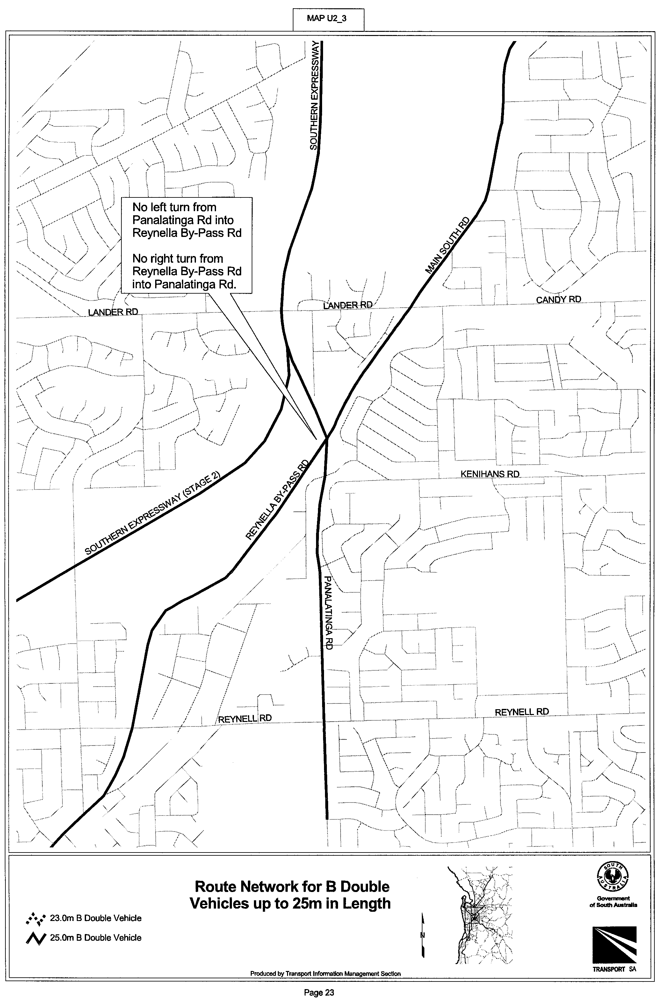 MAP U2_3
SOUTHERN EXPRESSWAY
No left turn from
Panalatinga Rd into
Reynella By-Pass Rd
No right turn from
Reynella By-Pass Rd
into Panalatinga Rd.
MAIN SOUTH RD
LANDER RD
LANDER RD
CANDY RD
KENIHANS RD
SOUTHERN EXPRESSWAY (STAGE 2)
REYNELLA BY-PASS RD
PANALATINGA RD
REYNELL RD
REYNELL RD
Route Network for B Double
Vehicles up to 25m in Length
23.0m B Double Vehicle
25.0m B Double Vehicle
N
SOUTH
AUSTRALIA
Government
of South Australia
TRANSPORT SA
Produced by Transport Information Management Section
Page 23